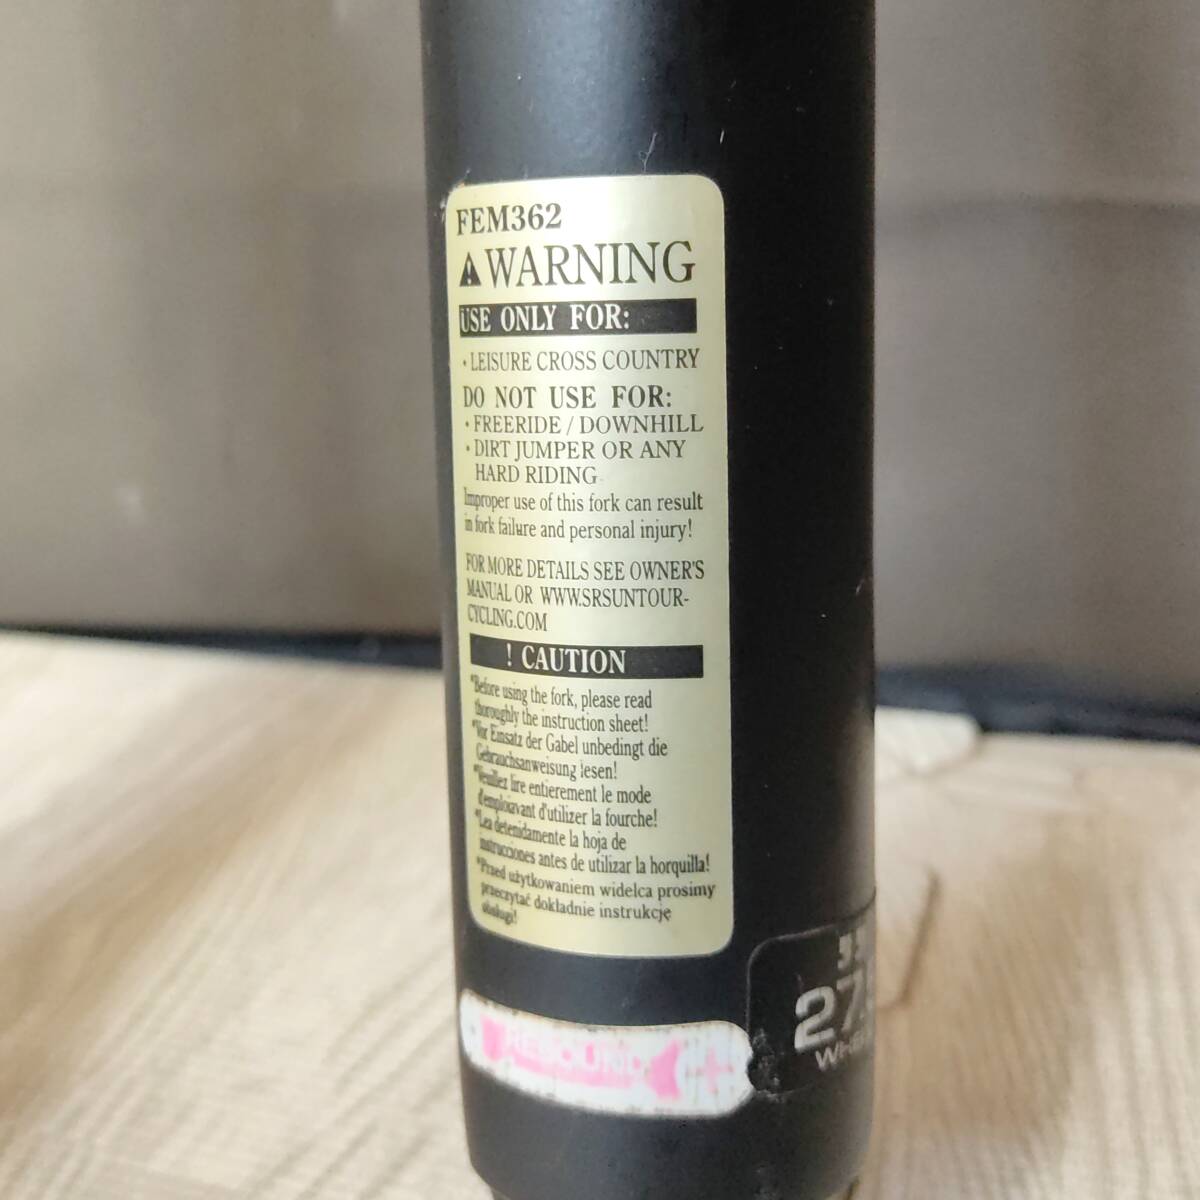 FEM362
⚠WARNING
USE ONLY FOR:
· LEISURE CROSS COUNTRY
DO NOT USE FOR:
· FREERIDE / DOWNHILL
· DIRT JUMPER OR ANY
HARD RIDING
Improper use of this fork can result
in fork failure and personal injury!
FOR MORE DETAILS SEE OWNER'S
MANUAL OR WWW.SRSUNTOUR-
CYCLING.COM
! CAUTION
*Before using the fork, please read
thoroughly the instruction sheet!
*Vor Einsatz der Gabel unbedingt die
Gebrauchsanweisung lesen!
*Veuillez lire entierement le mode
d'emploiavant d'utilizer la fourche!
*Lea detenidamente la hoja de
instrucciones antes de utilizar la horquilla!
*Przed użytkowaniem widelca prosimy
przeczytać dokładnie instrukcję
obsługi!
REBOUND +
27.